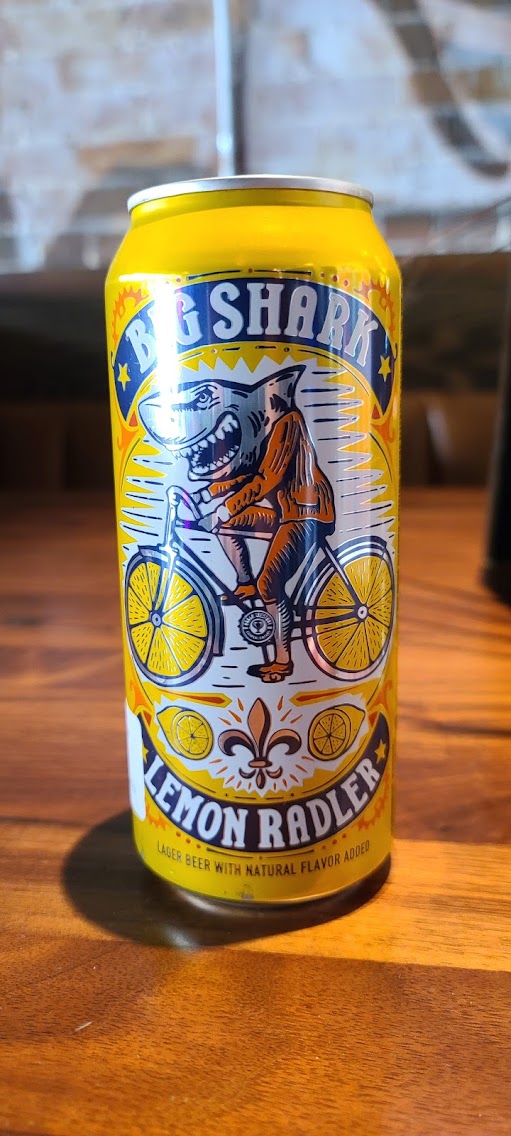 BIG SHARK
LEMON RADLER
LAGER BEER WITH NATURAL FLAVOR ADDED